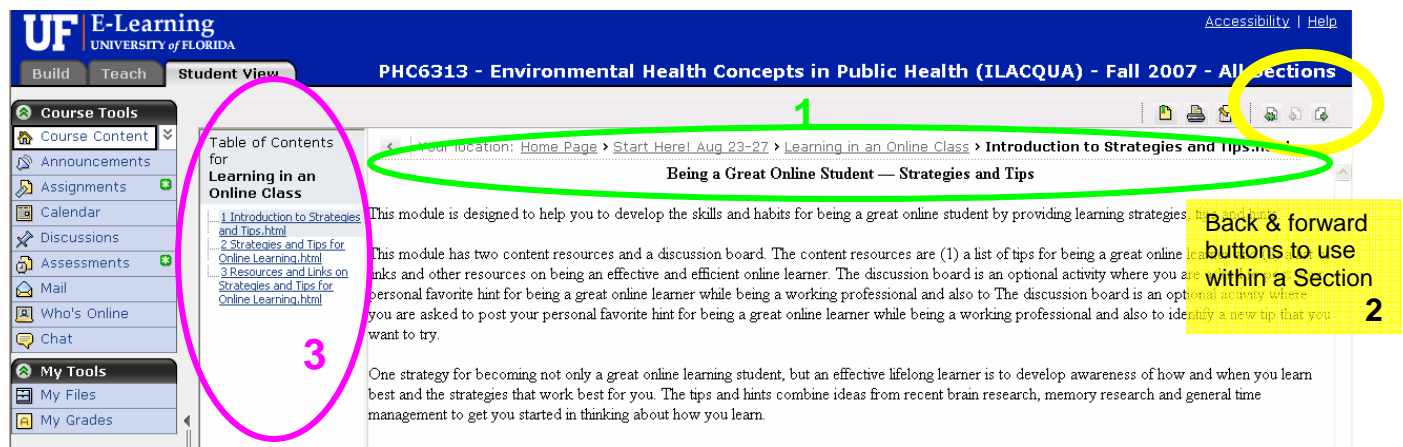 UF E-Learning
UNIVERSITY of FLORIDA
Accessibility | Help
Build Teach Student View
PHC6313 - Environmental Health Concepts in Public Health (ILACQUA) - Fall 2007 - All Sections
Course Tools
Course Content
Announcements
Assignments
Calendar
Discussions
Assessments
Mail
Who's Online
Chat
My Tools
My Files
My Grades
Table of Contents
for
Learning in an
Online Class
1 Introduction to Strategies
and Tips.html
2 Strategies and Tips for
Online Learning.html
3 Resources and Links on
Strategies and Tips for
Online Learning.html
3
1
Your location: Home Page › Start Here! Aug 23-27 › Learning in an Online Class › Introduction to Strategies and Tips.
Being a Great Online Student — Strategies and Tips
This module is designed to help you to develop the skills and habits for being a great online student by providing learning strategies, tips and hints.
This module has two content resources and a discussion board. The content resources are (1) a list of tips for being a great online
links and other resources on being an effective and efficient online learner. The discussion board is an optional activity where you are
personal favorite hint for being a great online learner while being a working professional and also to The discussion board is an optional activity where
you are asked to post your personal favorite hint for being a great online learner while being a working professional and also to identify a new tip that you
want to try.
One strategy for becoming not only a great online learning student, but an effective lifelong learner is to develop awareness of how and when you learn
best and the strategies that work best for you. The tips and hints combine ideas from recent brain research, memory research and general time
management to get you started in thinking about how you learn.
Back & forward
buttons to use
within a Section
2